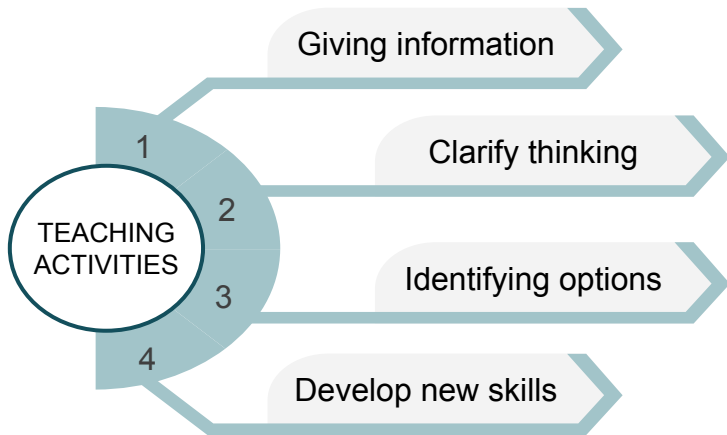 TEACHING
ACTIVITIES
1
Giving information
2
Clarify thinking
3
Identifying options
4
Develop new skills